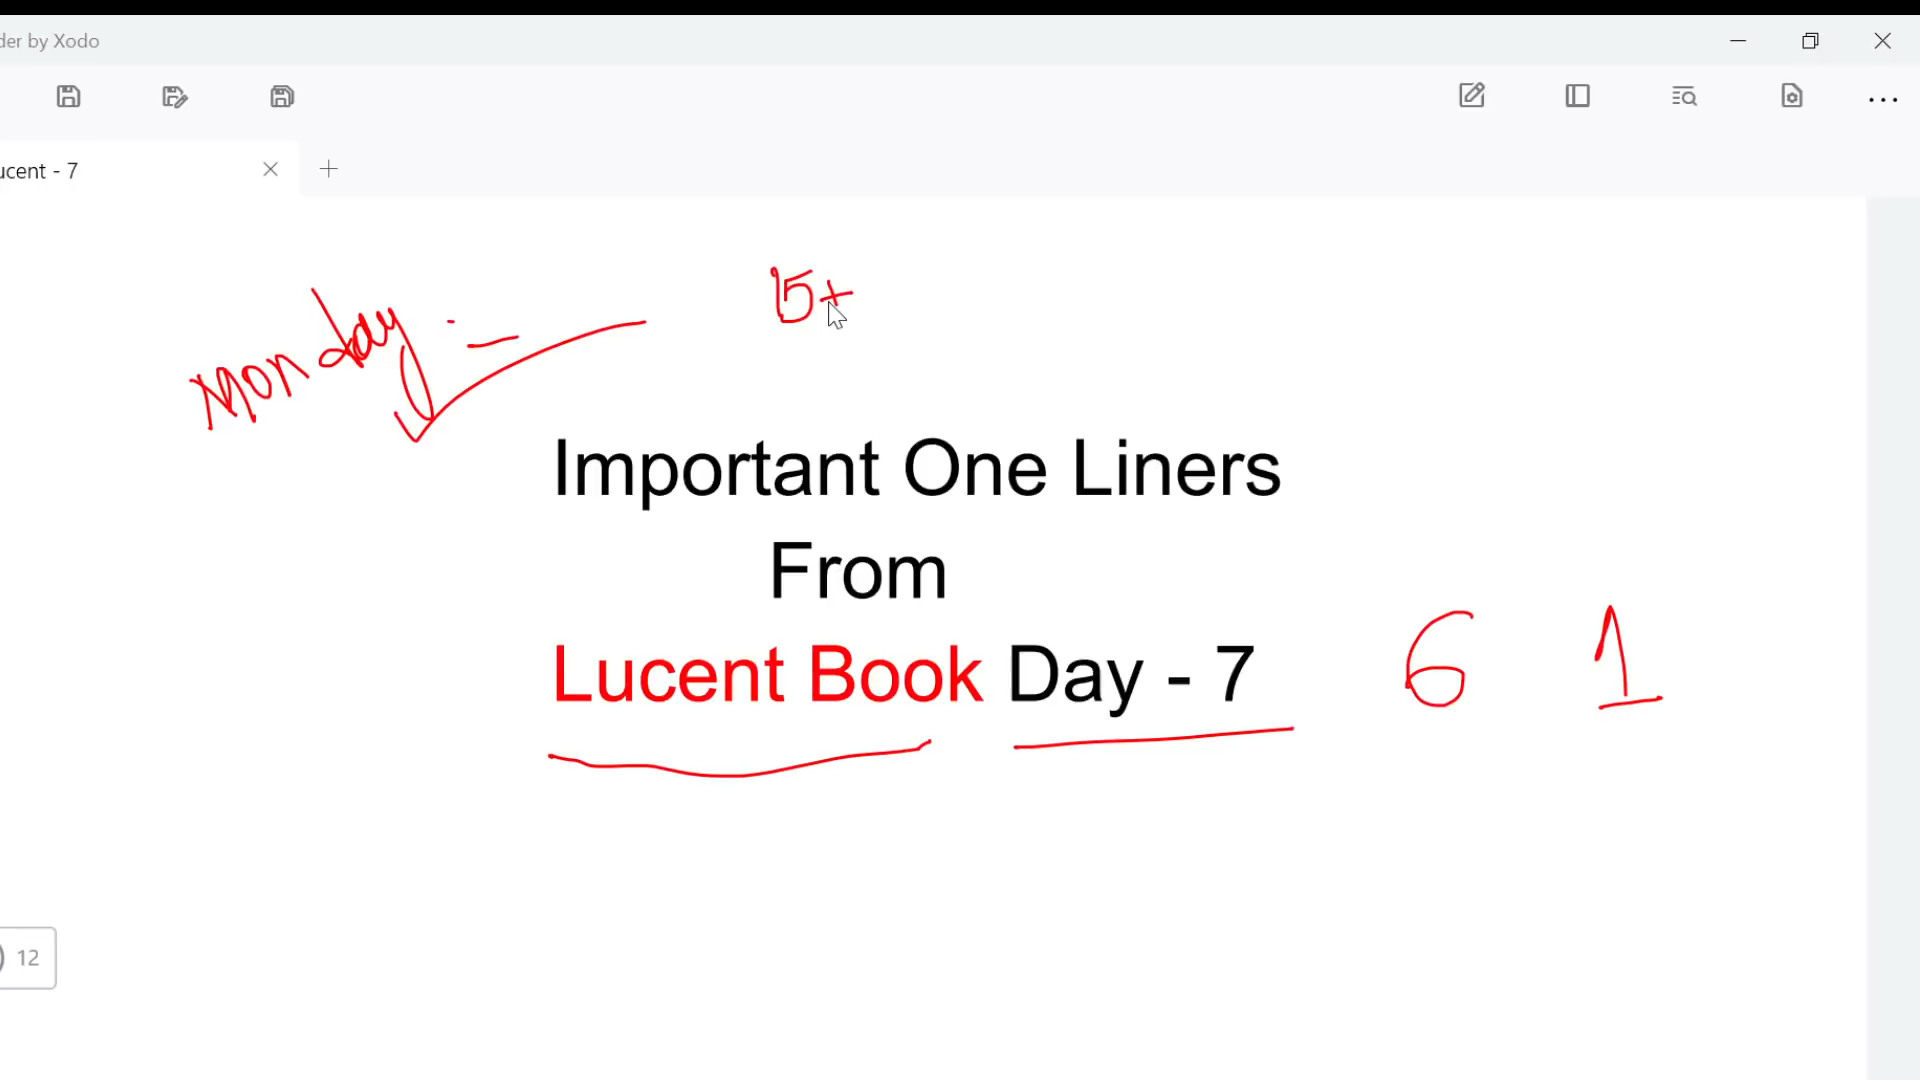 der by Xodo
ucent - 7
Monday :-
15+
Important One Liners
From
Lucent Book Day - 7
6 1
12